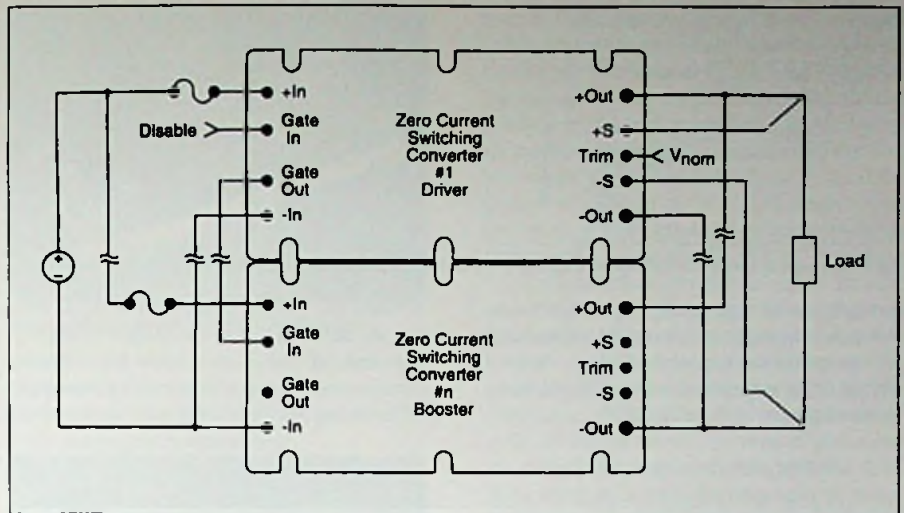 +In
Disable
Gate
In
Gate
Out
-In
Zero Current
Switching
Converter
#1
Driver
+Out
+S
Trim
Vnom
-S
-Out
Load
+
−
+In
Gate
In
Gate
Out
-In
Zero Current
Switching
Converter
#n
Booster
+Out
+S
Trim
-S
-Out